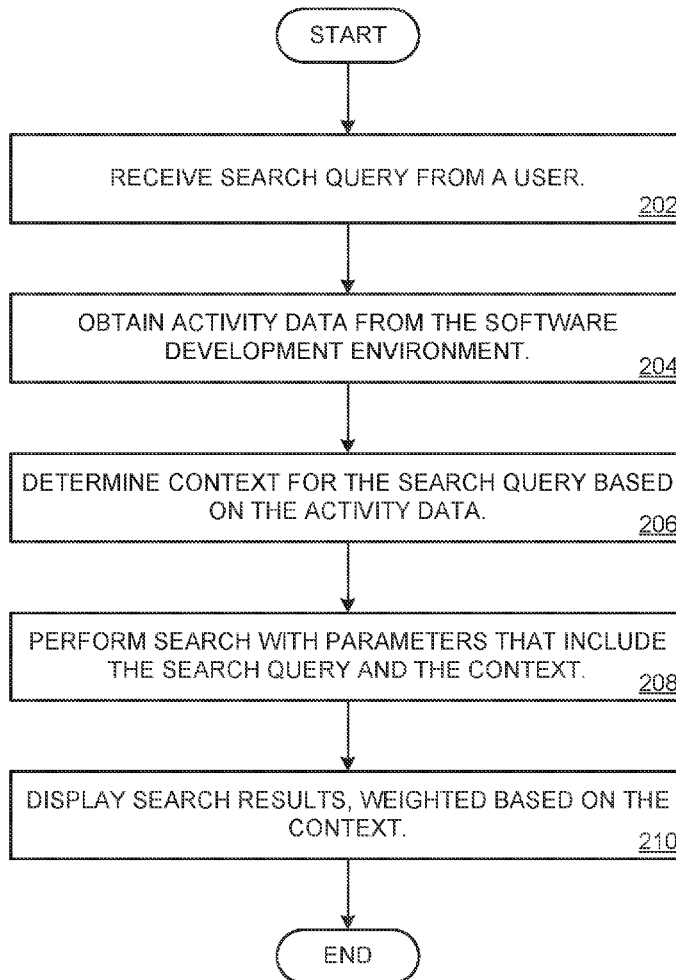 START
RECEIVE SEARCH QUERY FROM A USER.
202
OBTAIN ACTIVITY DATA FROM THE SOFTWARE
DEVELOPMENT ENVIRONMENT.
204
DETERMINE CONTEXT FOR THE SEARCH QUERY BASED
ON THE ACTIVITY DATA.
206
PERFORM SEARCH WITH PARAMETERS THAT INCLUDE
THE SEARCH QUERY AND THE CONTEXT.
208
DISPLAY SEARCH RESULTS, WEIGHTED BASED ON THE
CONTEXT.
210
END